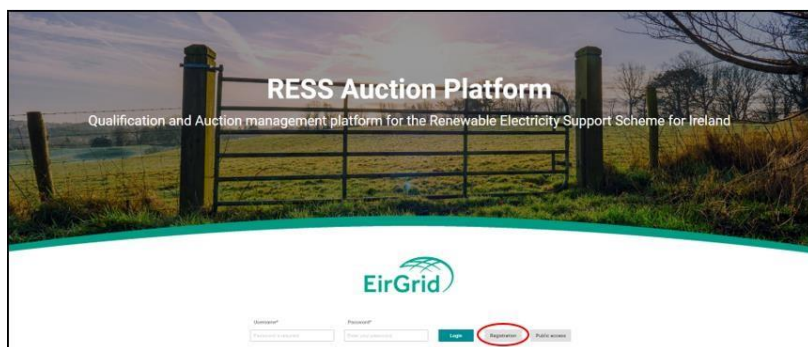 RESS Auction Platform
Qualification and Auction management platform for the Renewable Electricity Support Scheme for Ireland
EirGrid
Username* Password*
Login Registration Public access